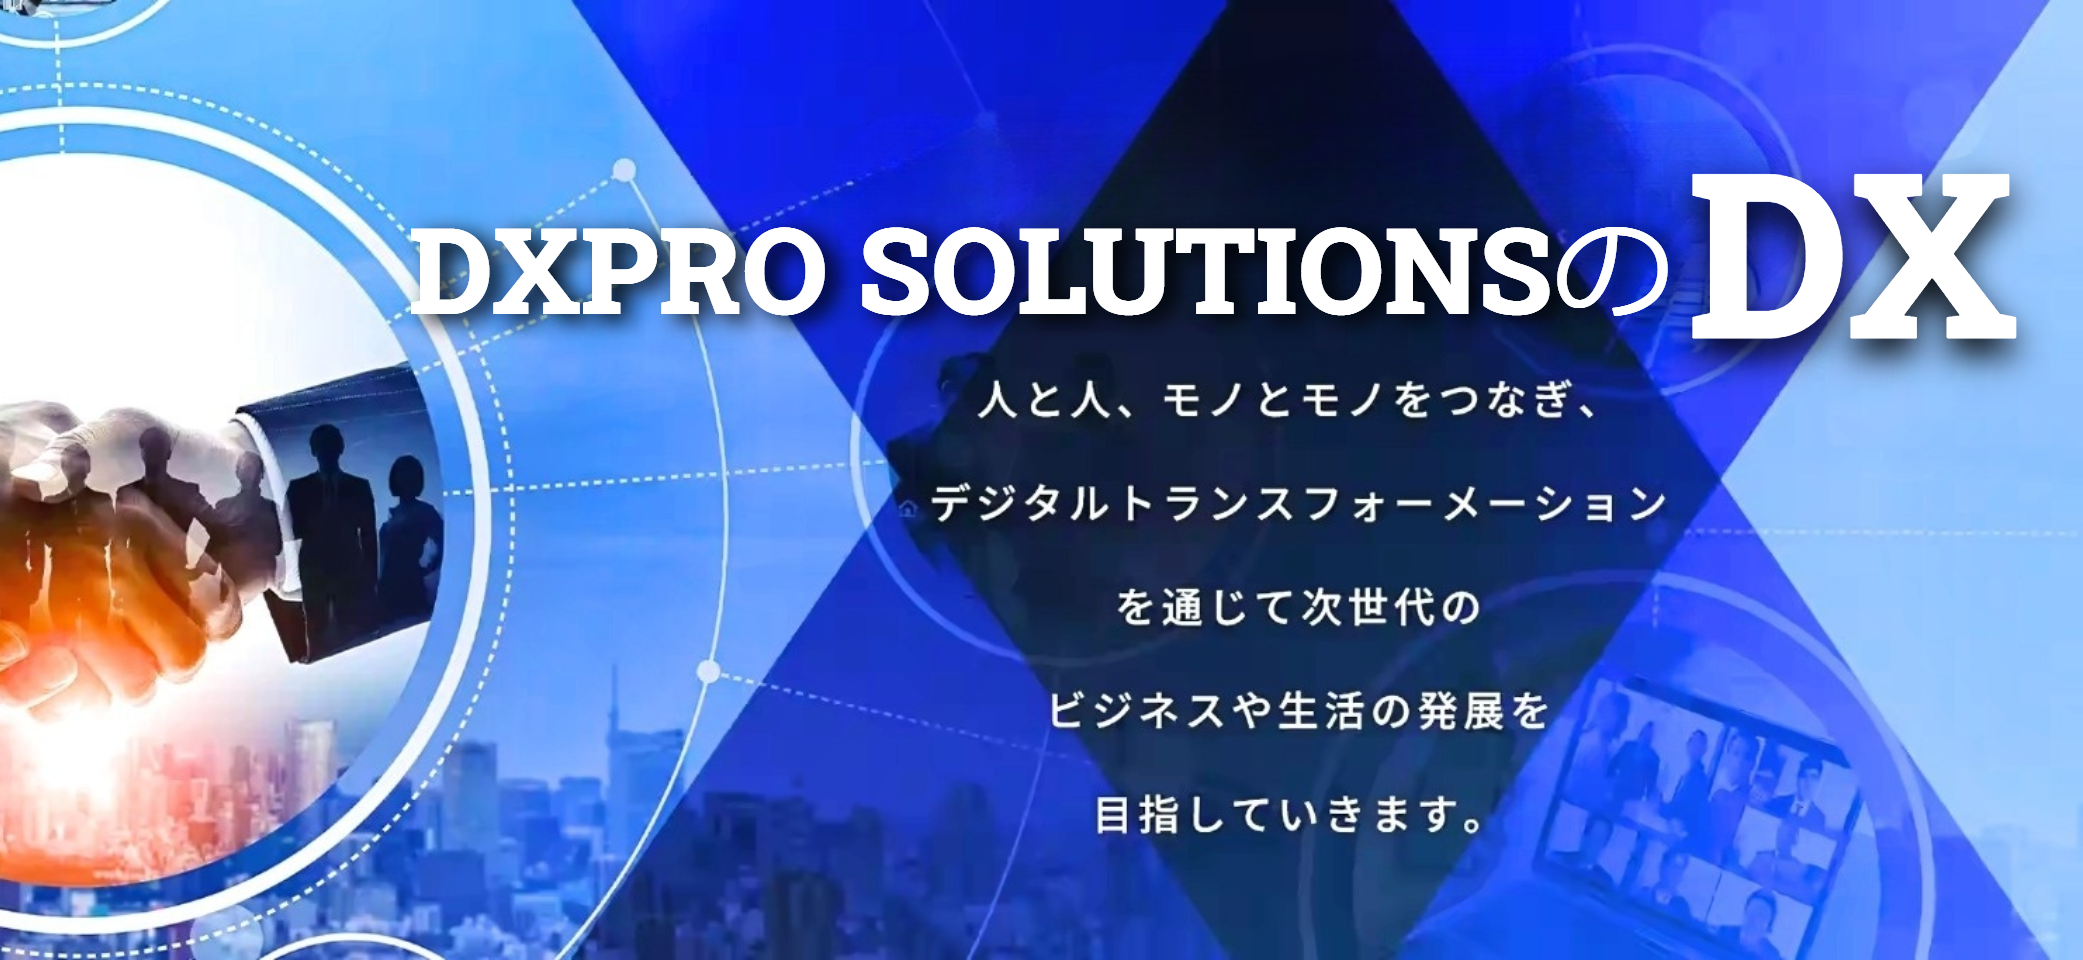 DXPRO SOLUTIONSのDX
人と人、モノとモノをつなぎ、
デジタルトランスフォーメーション
を通じて次世代の
ビジネスや生活の発展を
目指していきます。